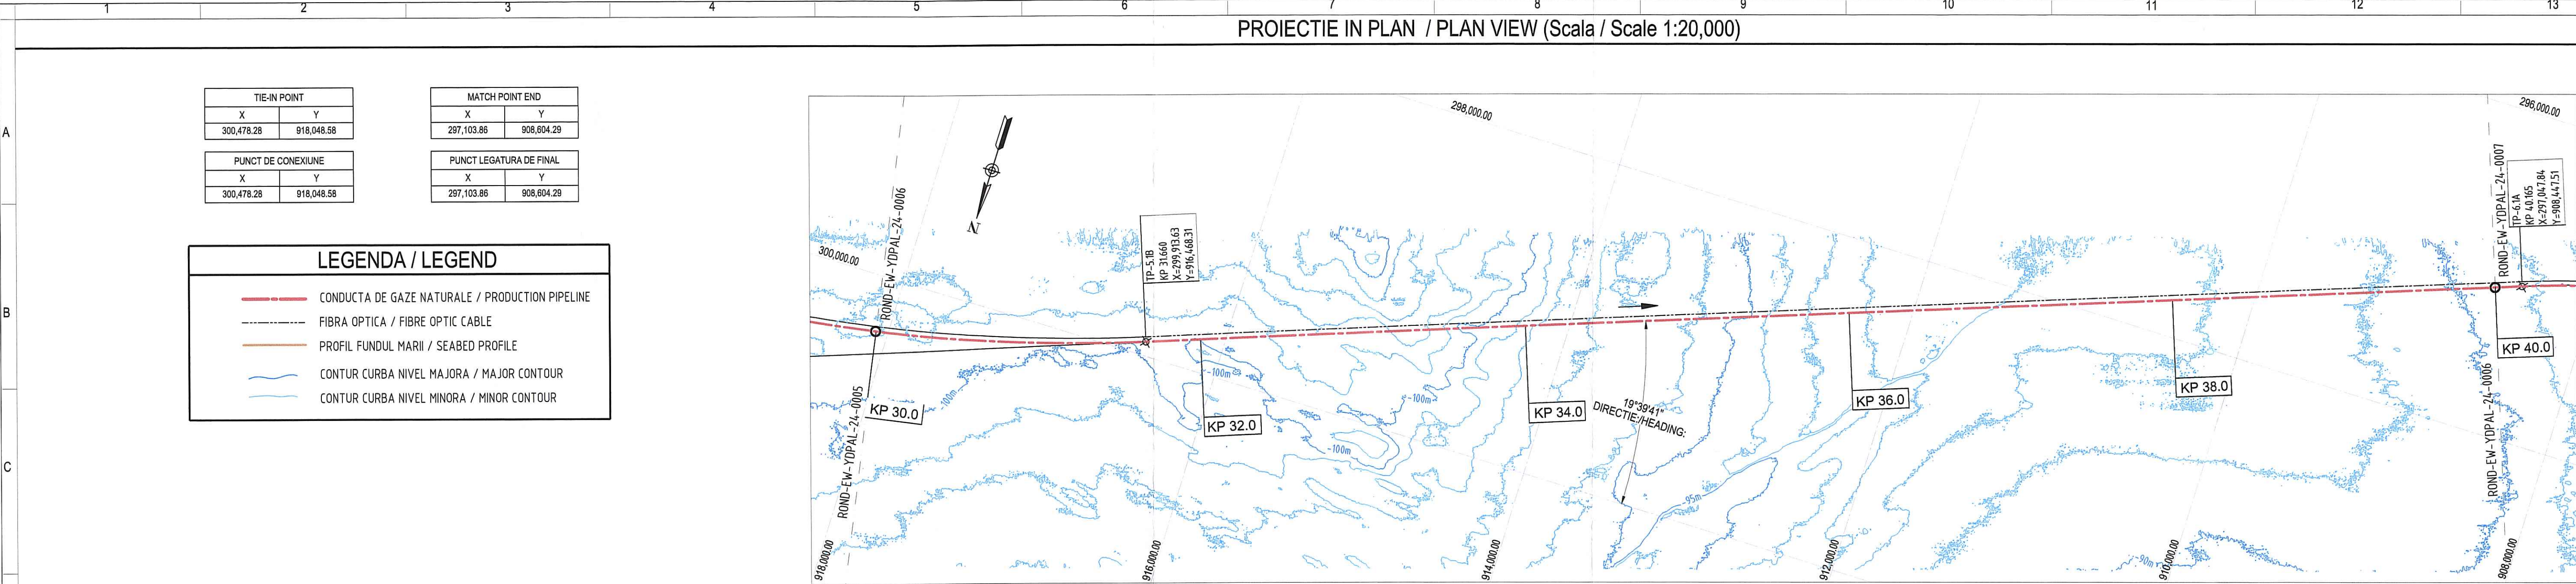 1 2 3 4 5 6 7 8 9 10 11 12 13
PROIECTIE IN PLAN / PLAN VIEW (Scala / Scale 1:20,000)
A
B
C
TIE-IN POINT
X Y
300,478.28 918,048.58
MATCH POINT END
X Y
297,103.86 908,604.29
PUNCT DE CONEXIUNE
X Y
300,478.28 918,048.58
PUNCT LEGATURA DE FINAL
X Y
297,103.86 908,604.29
LEGENDA / LEGEND
CONDUCTA DE GAZE NATURALE / PRODUCTION PIPELINE
FIBRA OPTICA / FIBRE OPTIC CABLE
PROFIL FUNDUL MARII / SEABED PROFILE
CONTUR CURBA NIVEL MAJORA / MAJOR CONTOUR
CONTUR CURBA NIVEL MINORA / MINOR CONTOUR
298,000.00
296,000.00
300,000.00
N
ROND-EW-YDPAL-24-0006
ROND-EW-YDPAL-24-0005
TP-5.1B
KP 31.660
X=299,913.63
Y=916,468.31
ROND-EW-YDPAL-24-0007
ROND-EW-YDPAL-24-0006
TP-6.1A
KP 40.165
X=297,047.84
Y=908,447.51
KP 30.0
KP 32.0
KP 34.0
KP 36.0
KP 38.0
KP 40.0
19°39'41"
DIRECTIE:/HEADING:
-100m
-100m
-100m
-100m
-95m
-90m
918,000.00
916,000.00
914,000.00
912,000.00
910,000.00
908,000.00